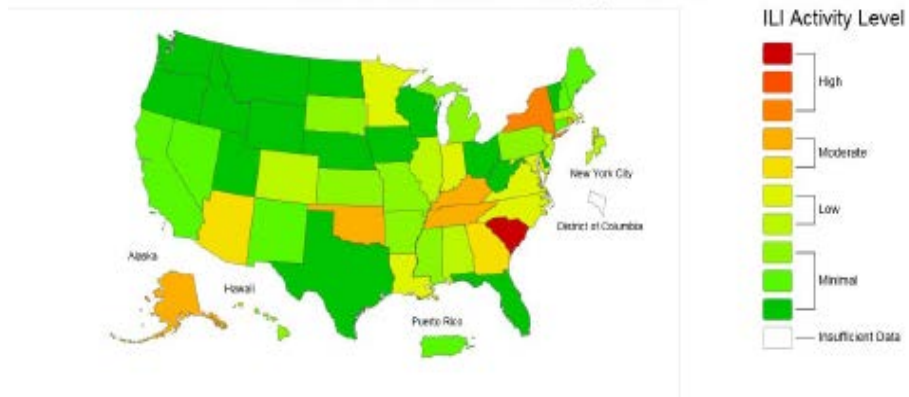 ILI Activity Level
High
Moderate
Low
Minimal
Insufficient Data
New York City
District of Columbia
Alaska
Hawaii
Puerto Rico